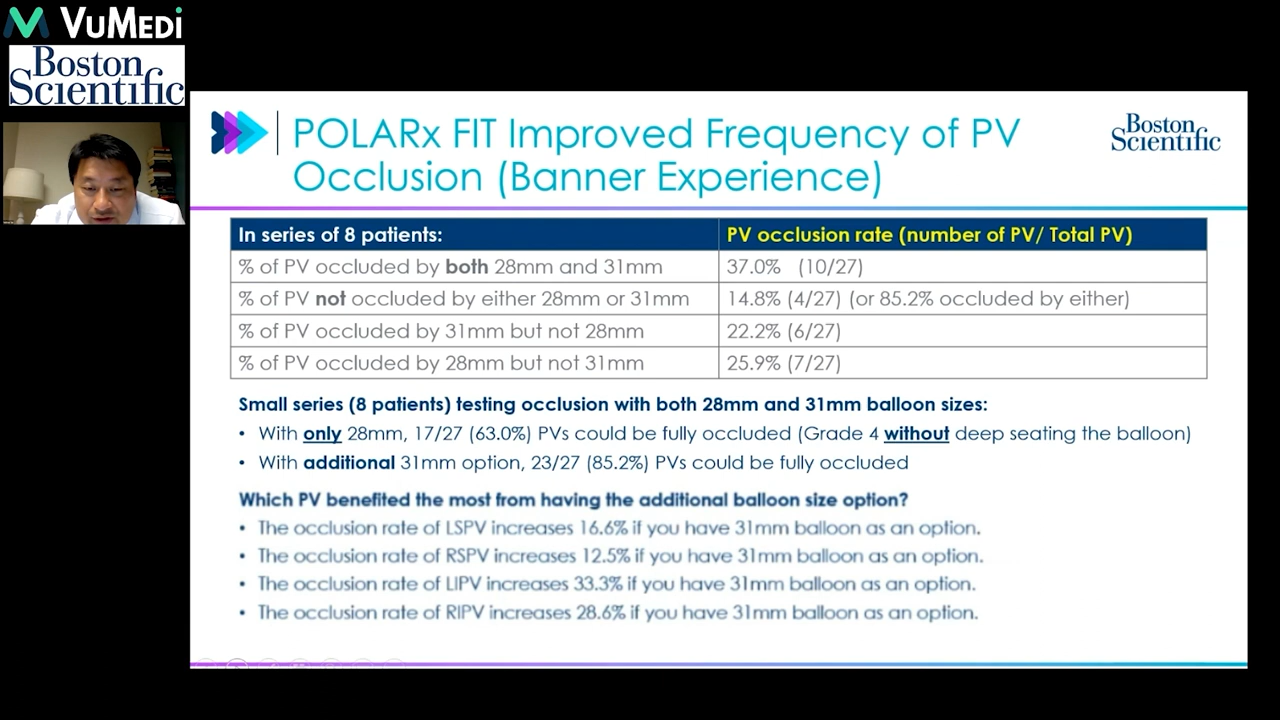 VUMEDI
Boston
Scientific
POLARx FIT Improved Frequency of PV
Occlusion (Banner Experience)
Boston
Scientific
In series of 8 patients: PV occlusion rate (number of PV/ Total PV)
% of PV occluded by both 28mm and 31mm 37.0% (10/27)
% of PV not occluded by either 28mm or 31mm 14.8% (4/27) (or 85.2% occluded by either)
% of PV occluded by 31mm but not 28mm 22.2% (6/27)
% of PV occluded by 28mm but not 31mm 25.9% (7/27)
Small series (8 patients) testing occlusion with both 28mm and 31mm balloon sizes:
• With only 28mm, 17/27 (63.0%) PVs could be fully occluded (Grade 4 without deep seating the balloon)
• With additional 31mm option, 23/27 (85.2%) PVs could be fully occluded
Which PV benefited the most from having the additional balloon size option?
• The occlusion rate of LSPV increases 16.6% if you have 31mm balloon as an option.
• The occlusion rate of RSPV increases 12.5% if you have 31mm balloon as an option.
• The occlusion rate of LIPV increases 33.3% if you have 31mm balloon as an option.
• The occlusion rate of RIPV increases 28.6% if you have 31mm balloon as an option.